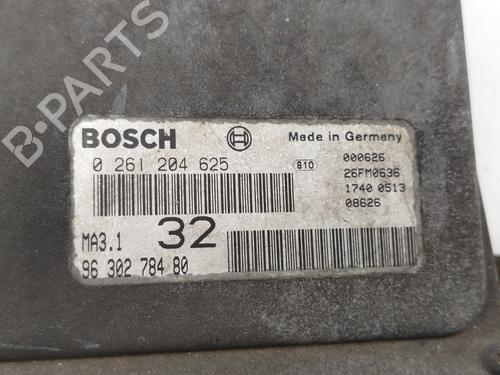 B-PARTS
BOSCH Made in Germany
0 261 204 625 810 000626
26FM0636
1740 0513
08626
MA3.1 32
96 302 784 80